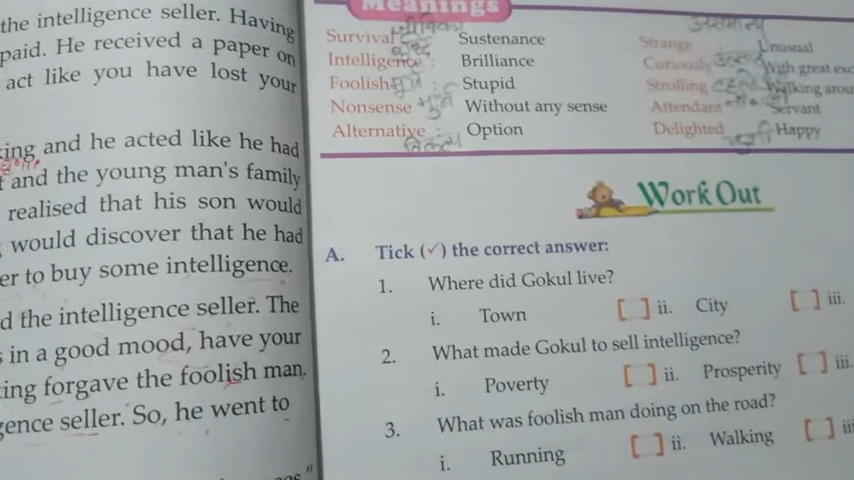 the intelligence seller. Having
paid. He received a paper on
act like you have lost your
king and he acted like he had
t and the young man's family
realised that his son would
would discover that he had
er to buy some intelligence.
d the intelligence seller. The
s in a good mood, have your
king forgave the foolish man.
gence seller. So, he went to
Meanings
Survival : Sustenance
Intelligence : Brilliance
Foolish : Stupid
Nonsense : Without any sense
Alternative : Option
विकल्प
Strange Unusual
असामान्य
Curiously With great exc
Strolling Walking arou
Attendant Servant
Delighted Happy
Work Out
A. Tick (✓) the correct answer:
1. Where did Gokul live?
i. Town [ ] ii. City [ ] iii.
2. What made Gokul to sell intelligence?
i. Poverty [ ] ii. Prosperity [ ] iii.
3. What was foolish man doing on the road?
i. Running [ ] ii. Walking [ ] iii